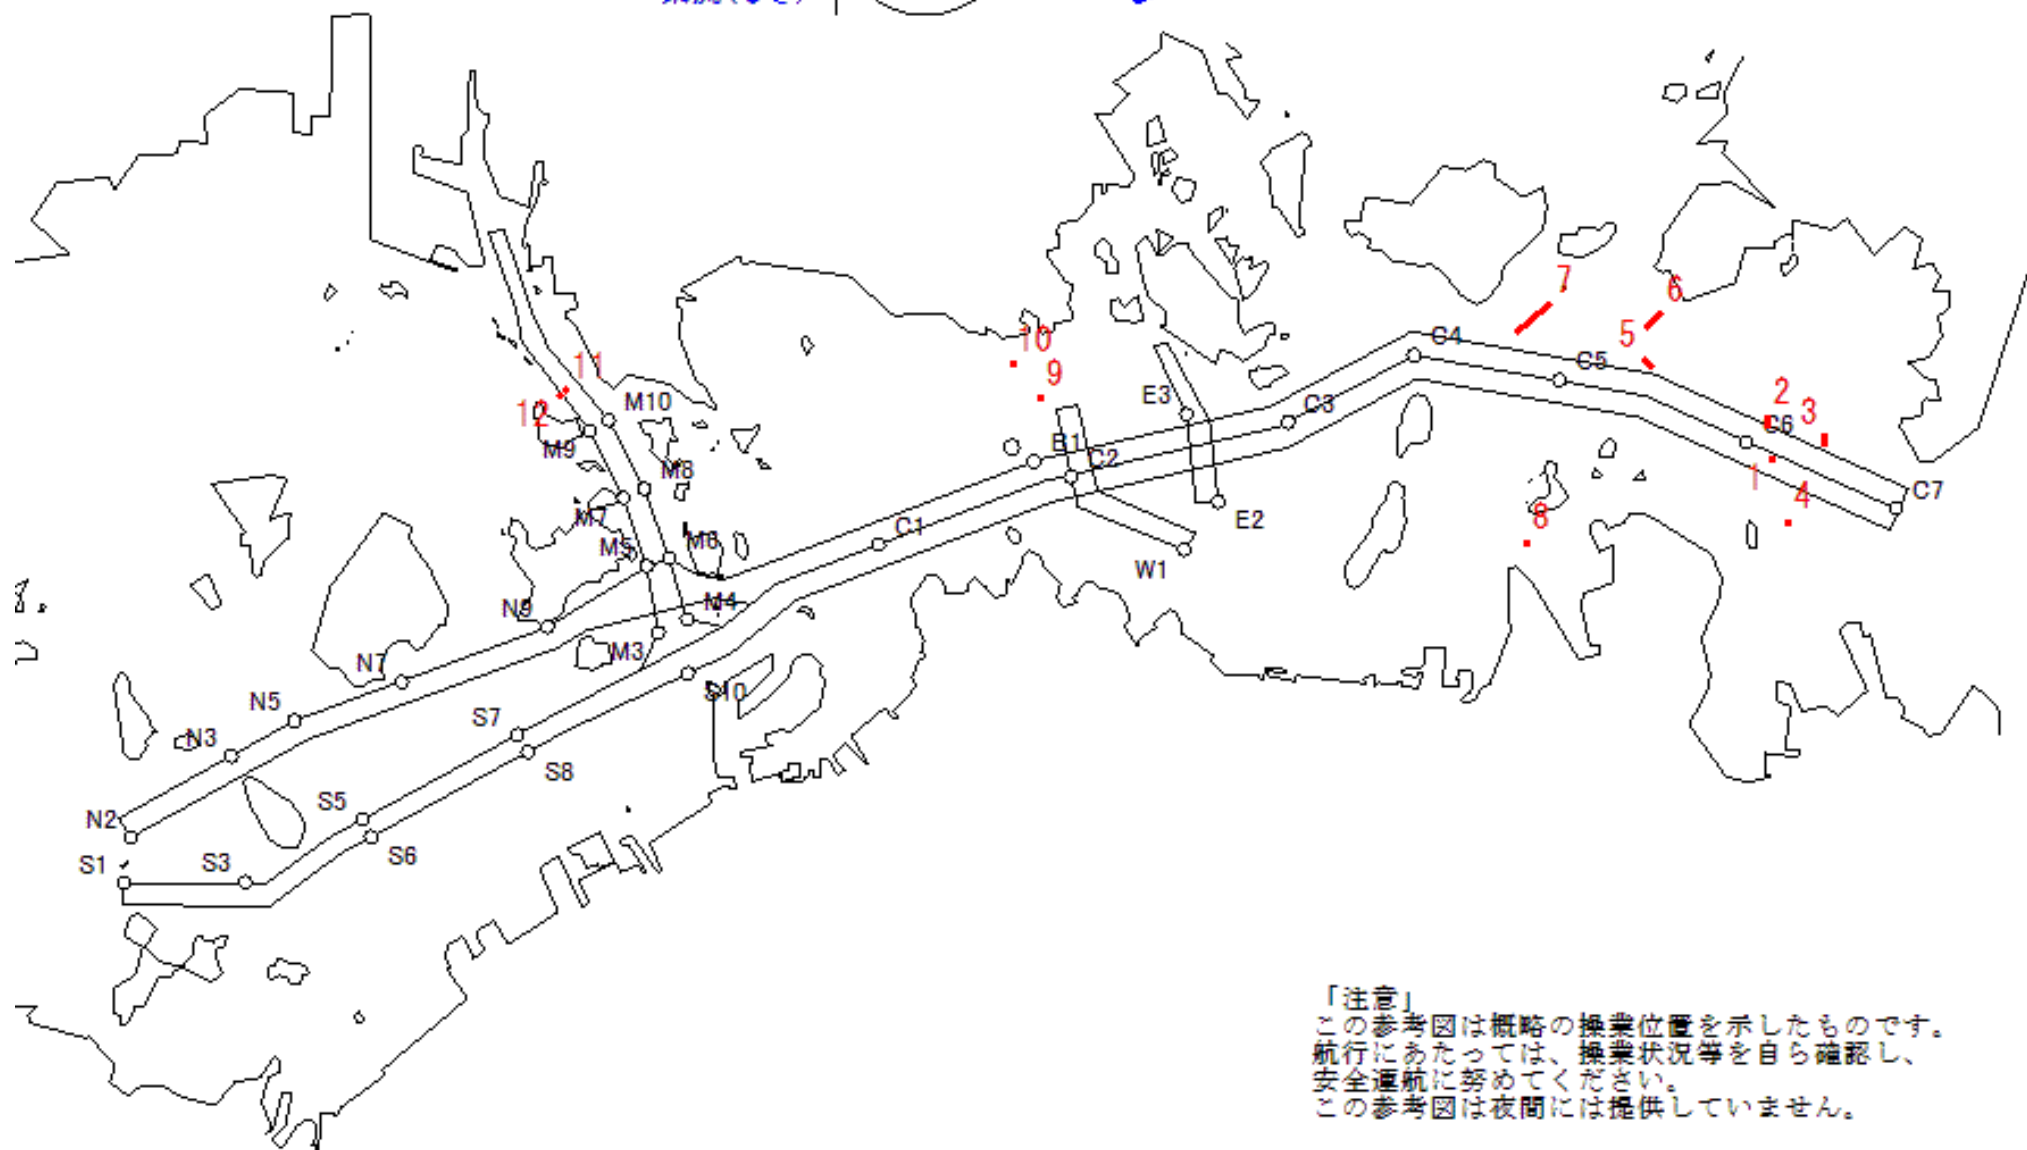 7
6
C4
10
5
C5
11
9
2
E3
M10
12
C3
3
C6
B1
M9
C2
M8
1
C7
4
M7
8
E2
C1
M5
M6
W1
N9
M4
M3
N7
S10
N5
S7
N3
S8
S5
N2
S6
S1
S3
「注意」
この参考図は概略の操業位置を示したものです。
航行にあたっては、操業状況等を自ら確認し、
安全運航に努めてください。
この参考図は夜間には提供していません。